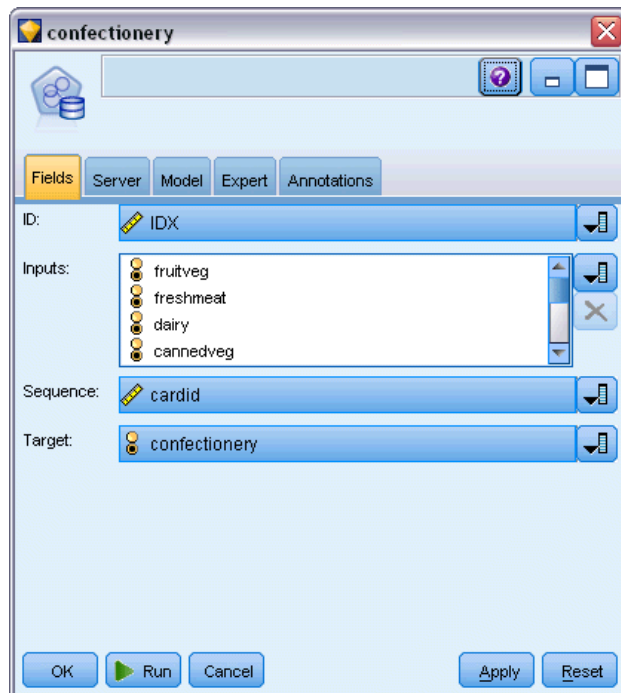 confectionery
?
Fields Server Model Expert Annotations
ID: IDX
Inputs: fruitveg
freshmeat
dairy
cannedveg
Sequence: cardid
Target: confectionery
OK Run Cancel Apply Reset